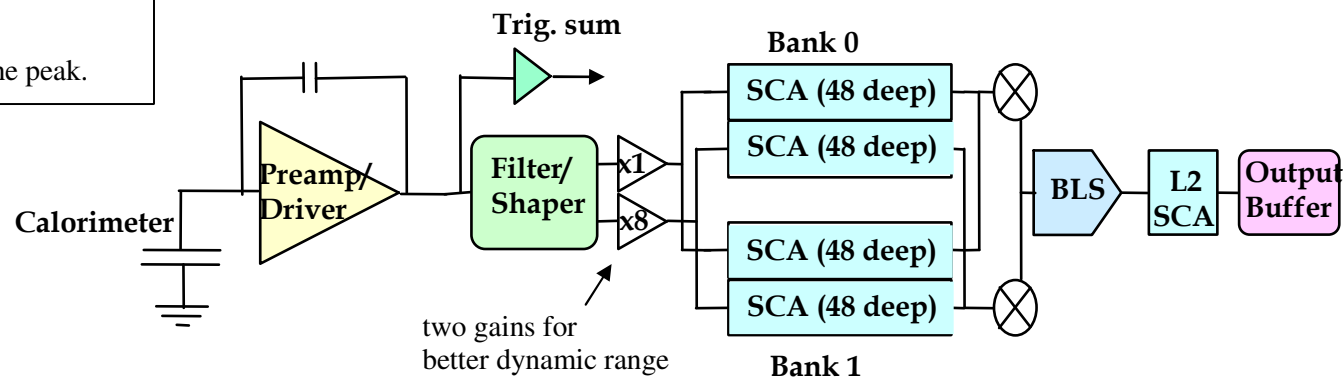 ne peak.
Trig. sum
Bank 0
SCA (48 deep)
SCA (48 deep)
Preamp/
Driver
Filter/
Shaper
x1
x8
Calorimeter
SCA (48 deep)
SCA (48 deep)
Bank 1
BLS
L2
SCA
Output
Buffer
two gains for
better dynamic range